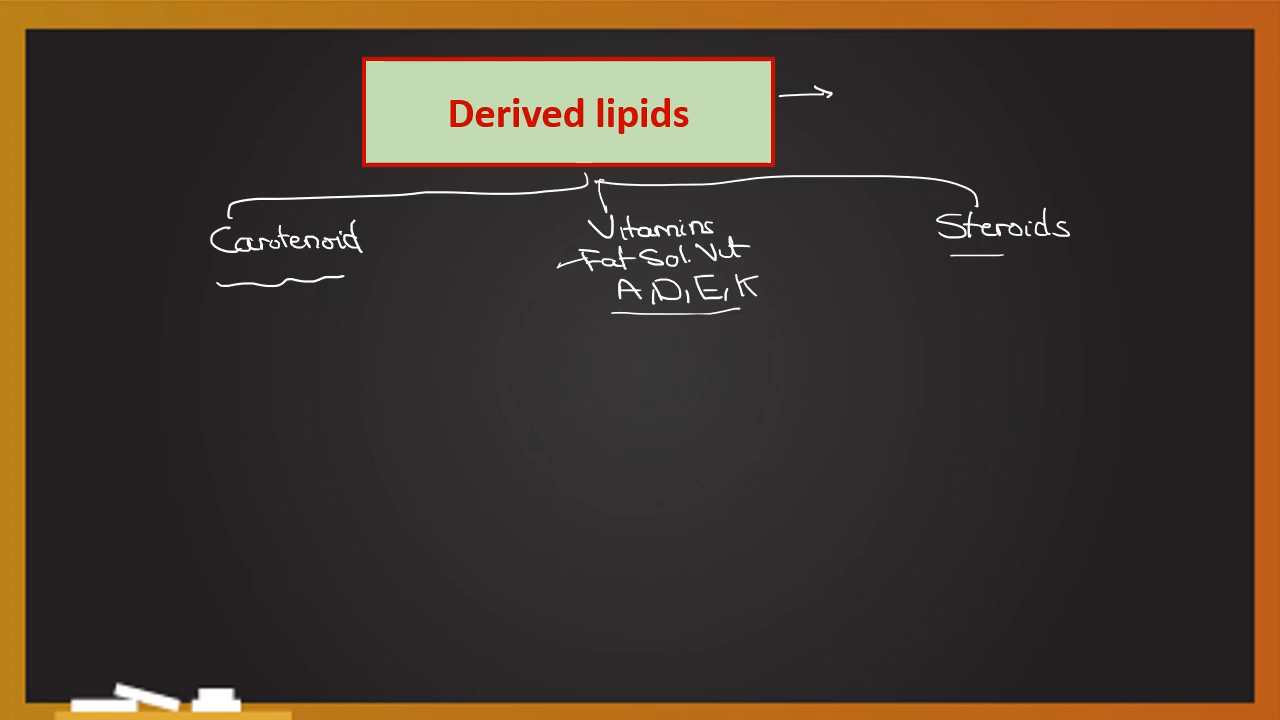 Derived lipids
Carotenoid
Vitamins
Fat Sol. Vit
A, D, E, K
Steroids